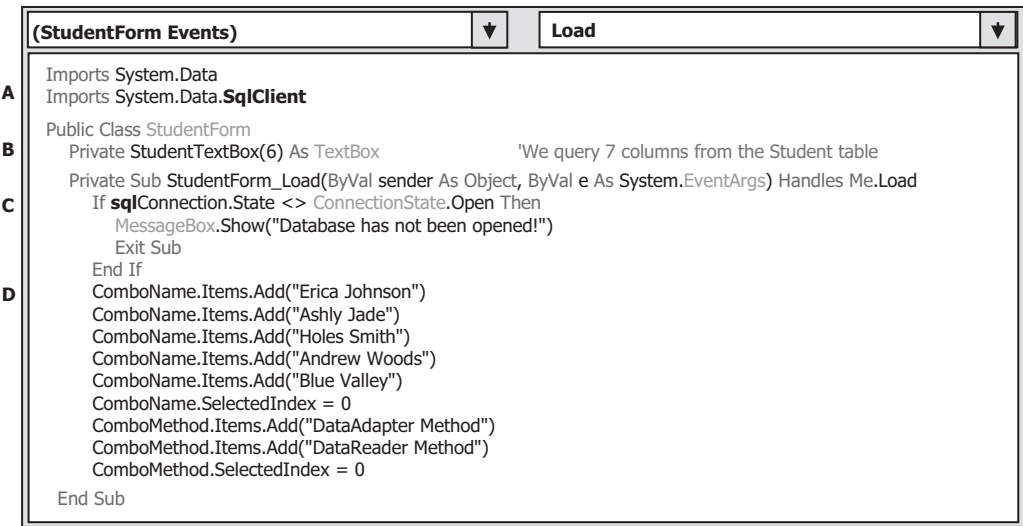 (StudentForm Events) Load
Imports System.Data
A Imports System.Data.SqlClient
Public Class StudentForm
B Private StudentTextBox(6) As TextBox 'We query 7 columns from the Student table
Private Sub StudentForm_Load(ByVal sender As Object, ByVal e As System.EventArgs) Handles Me.Load
C If sqlConnection.State <> ConnectionState.Open Then
MessageBox.Show("Database has not been opened!")
Exit Sub
End If
D ComboName.Items.Add("Erica Johnson")
ComboName.Items.Add("Ashly Jade")
ComboName.Items.Add("Holes Smith")
ComboName.Items.Add("Andrew Woods")
ComboName.Items.Add("Blue Valley")
ComboName.SelectedIndex = 0
ComboMethod.Items.Add("DataAdapter Method")
ComboMethod.Items.Add("DataReader Method")
ComboMethod.SelectedIndex = 0
End Sub